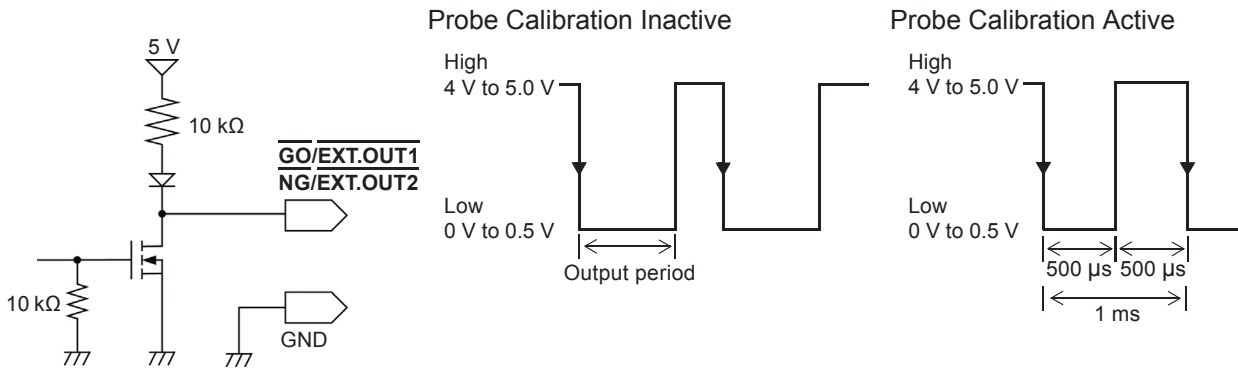 5 V
10 kΩ
GO/EXT.OUT1
NG/EXT.OUT2
10 kΩ
GND
Probe Calibration Inactive
High
4 V to 5.0 V
Low
0 V to 0.5 V
Output period
Probe Calibration Active
High
4 V to 5.0 V
Low
0 V to 0.5 V
500 μs 500 μs
1 ms